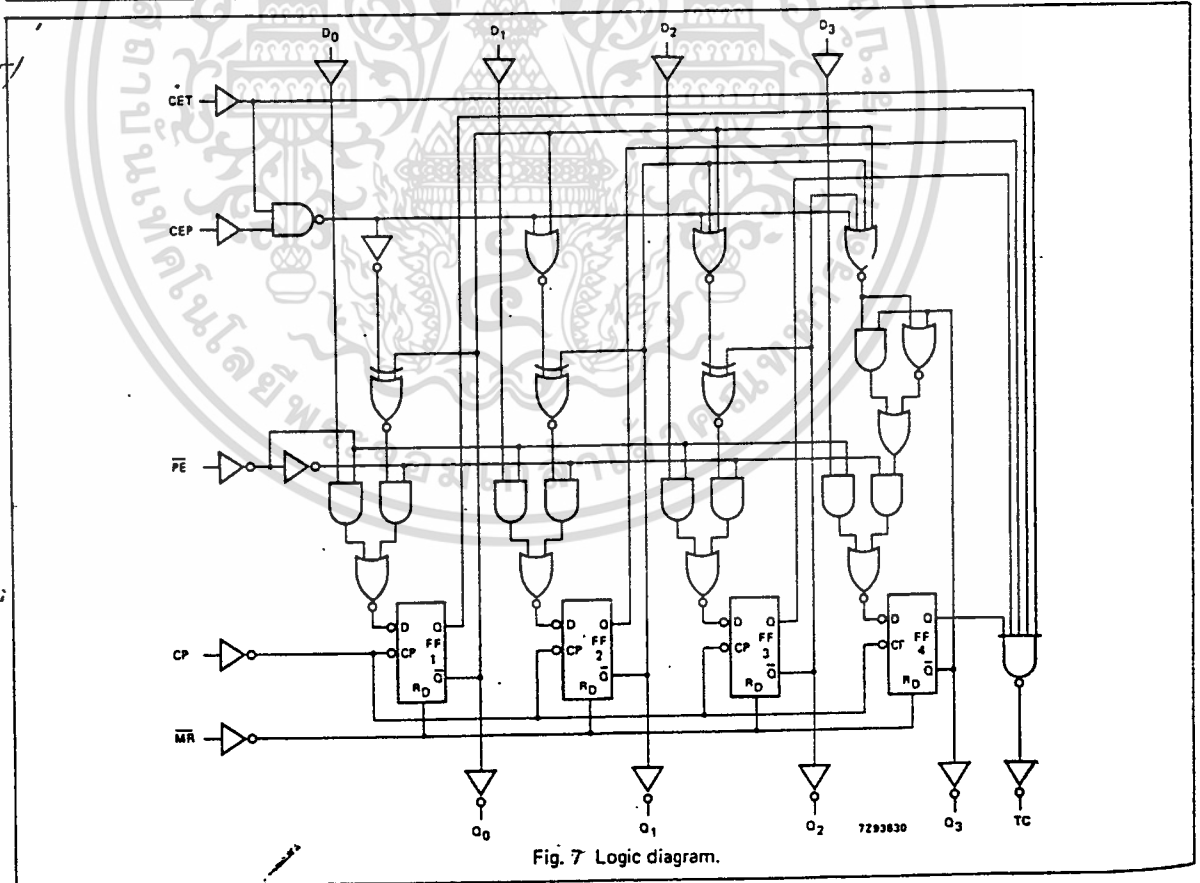 D0 D1 D2 D3
CET
CEP
PE
D Q D Q D Q D Q
FF 1 FF 2 FF 3 FF 4
CP CP CP CP CP
Q Q Q Q
RD RD RD RD
MR
Q0 Q1 Q2 7293830 Q3 TC
Fig. 7 Logic diagram.